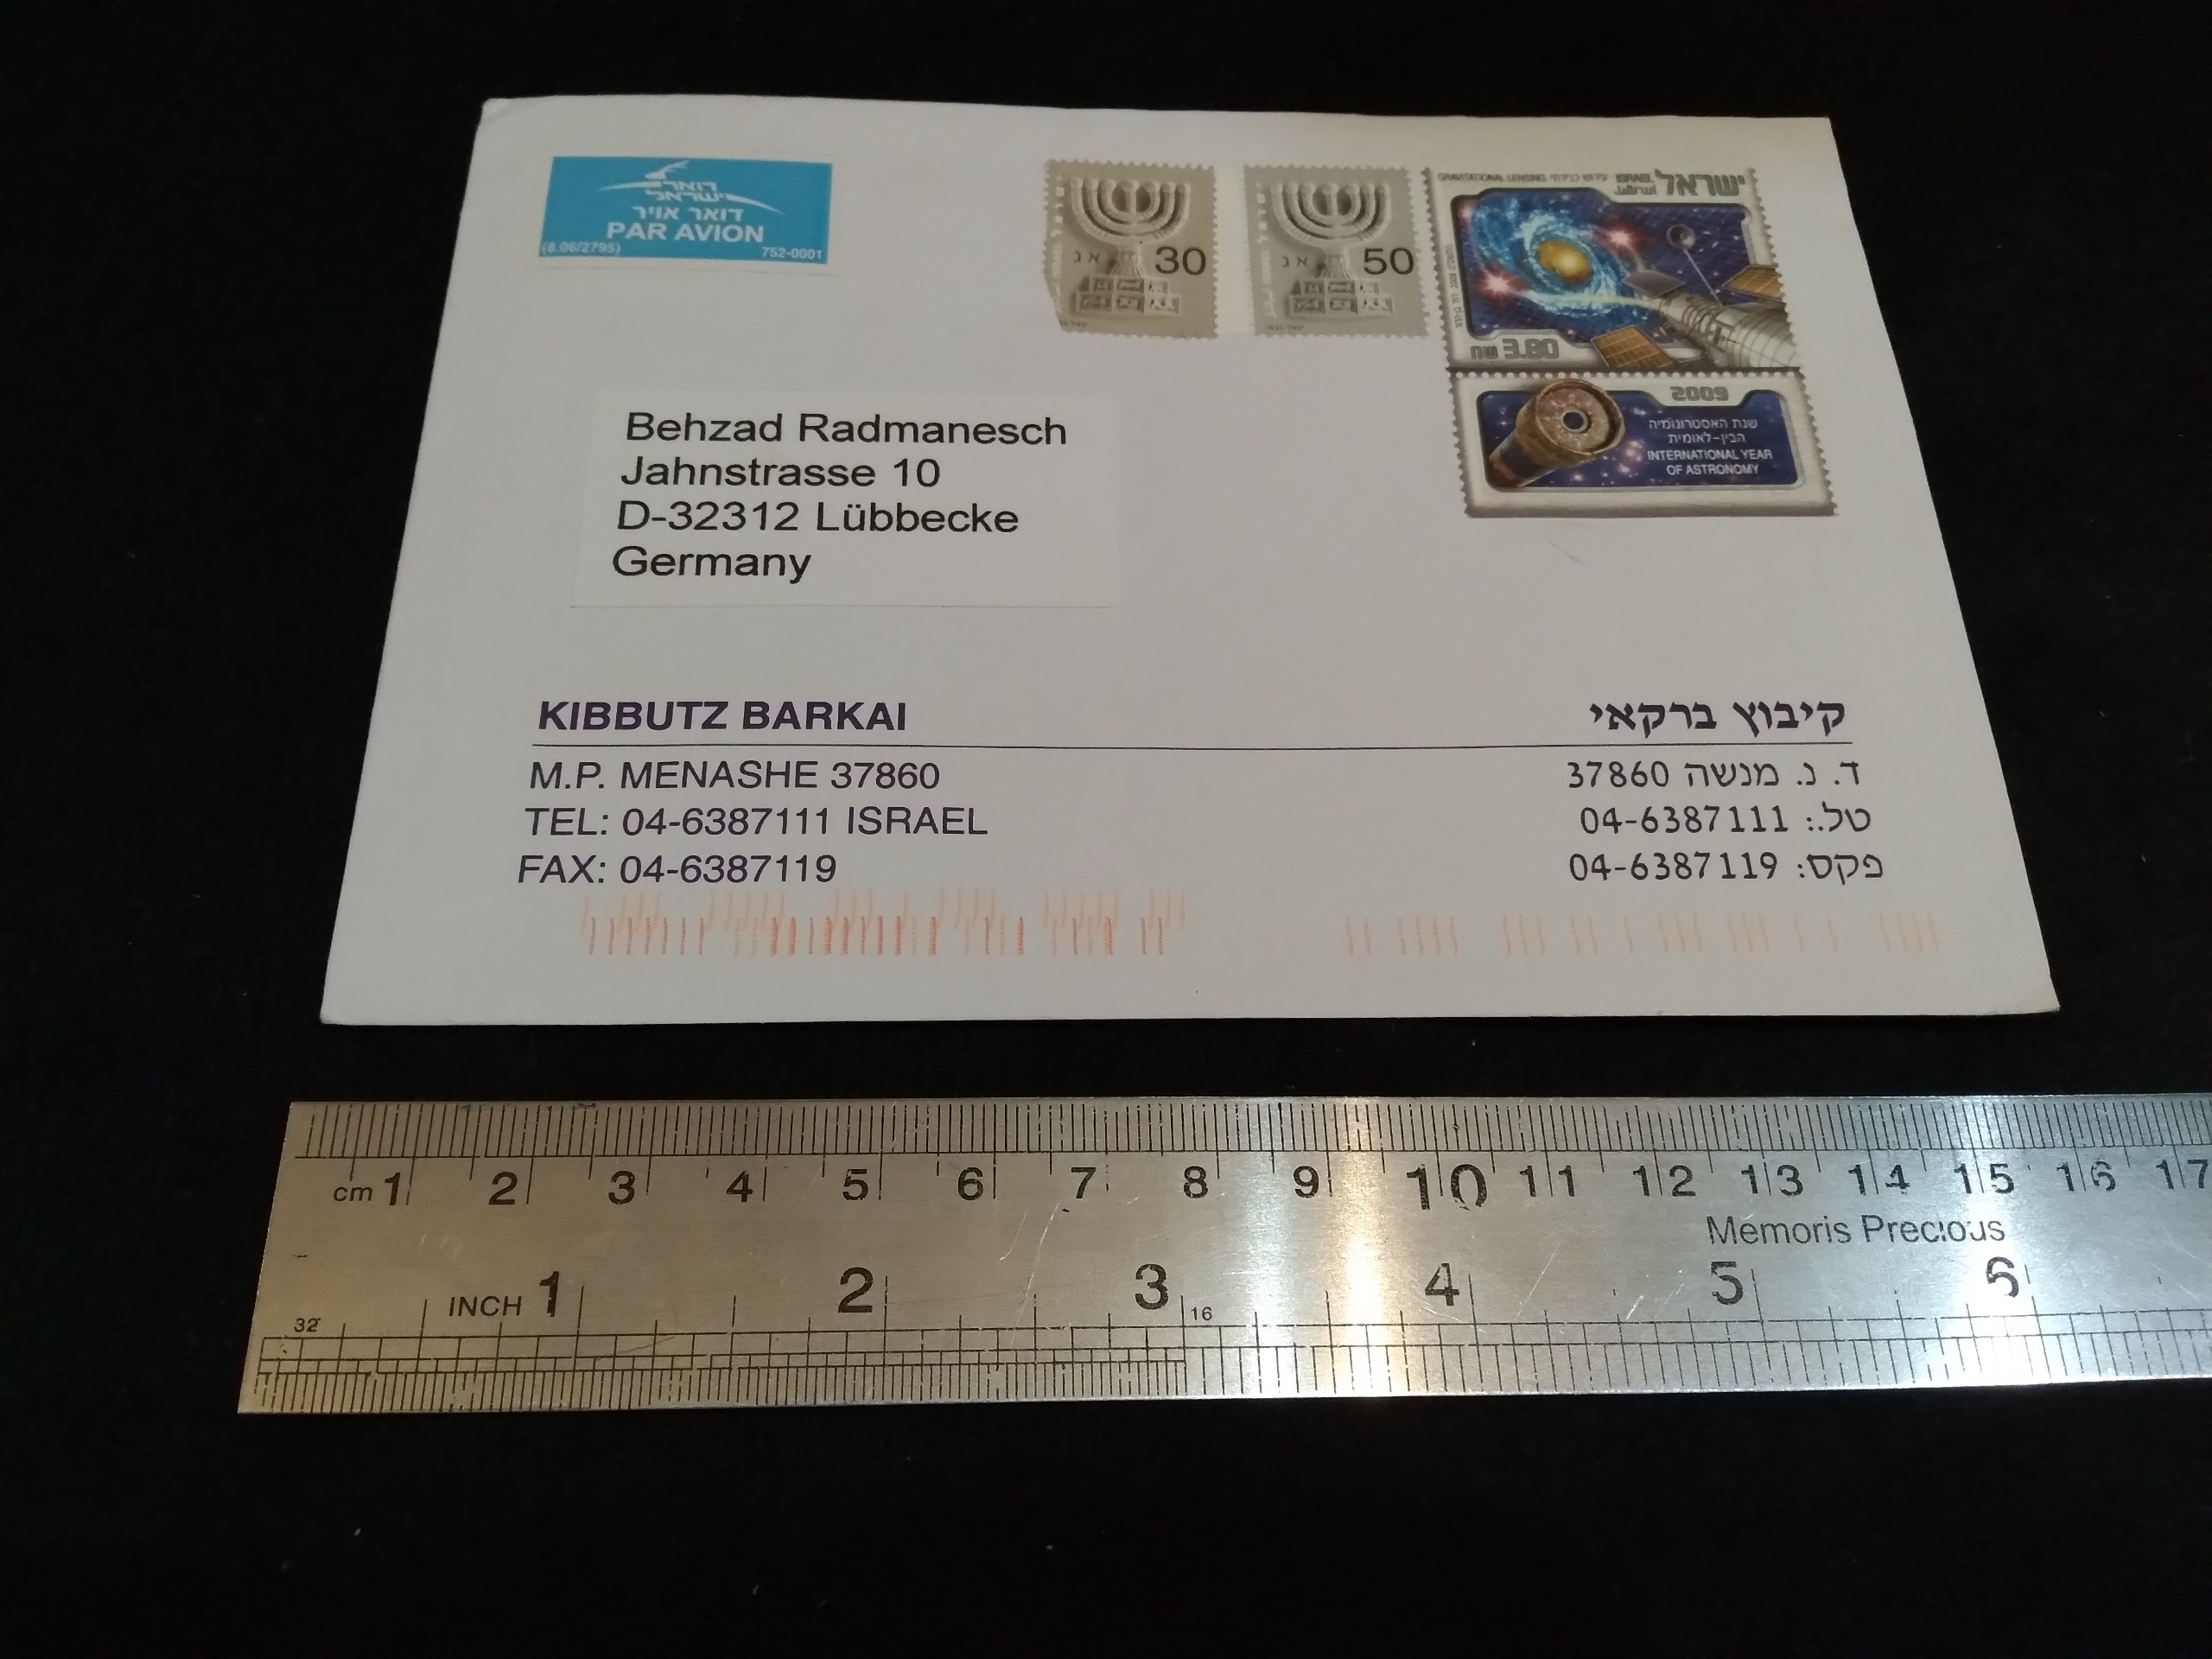 דואר
ישראל
דואר אויר
PAR AVION
(8.06/2795) 752-0001
30
א ג
50
א ג
GRAVITATIONAL LENSING עידוש כבידתי ISRAEL ישראל
3.80 ש"ח
2009
שנת האסטרונומיה
הבין-לאומית
INTERNATIONAL YEAR
OF ASTRONOMY
Behzad Radmanesch
Jahnstrasse 10
D-32312 Lübbecke
Germany
KIBBUTZ BARKAI קיבוץ ברקאי
M.P. MENASHE 37860 ד. נ. מנשה 37860
TEL: 04-6387111 ISRAEL טל.: 04-6387111
FAX: 04-6387119 פקס: 04-6387119
cm 1 2 3 4 5 6 7 8 9 10 11 12 13 14 15 16 17
Memoris Precious
INCH 1 2 3 4 5 6
32 16